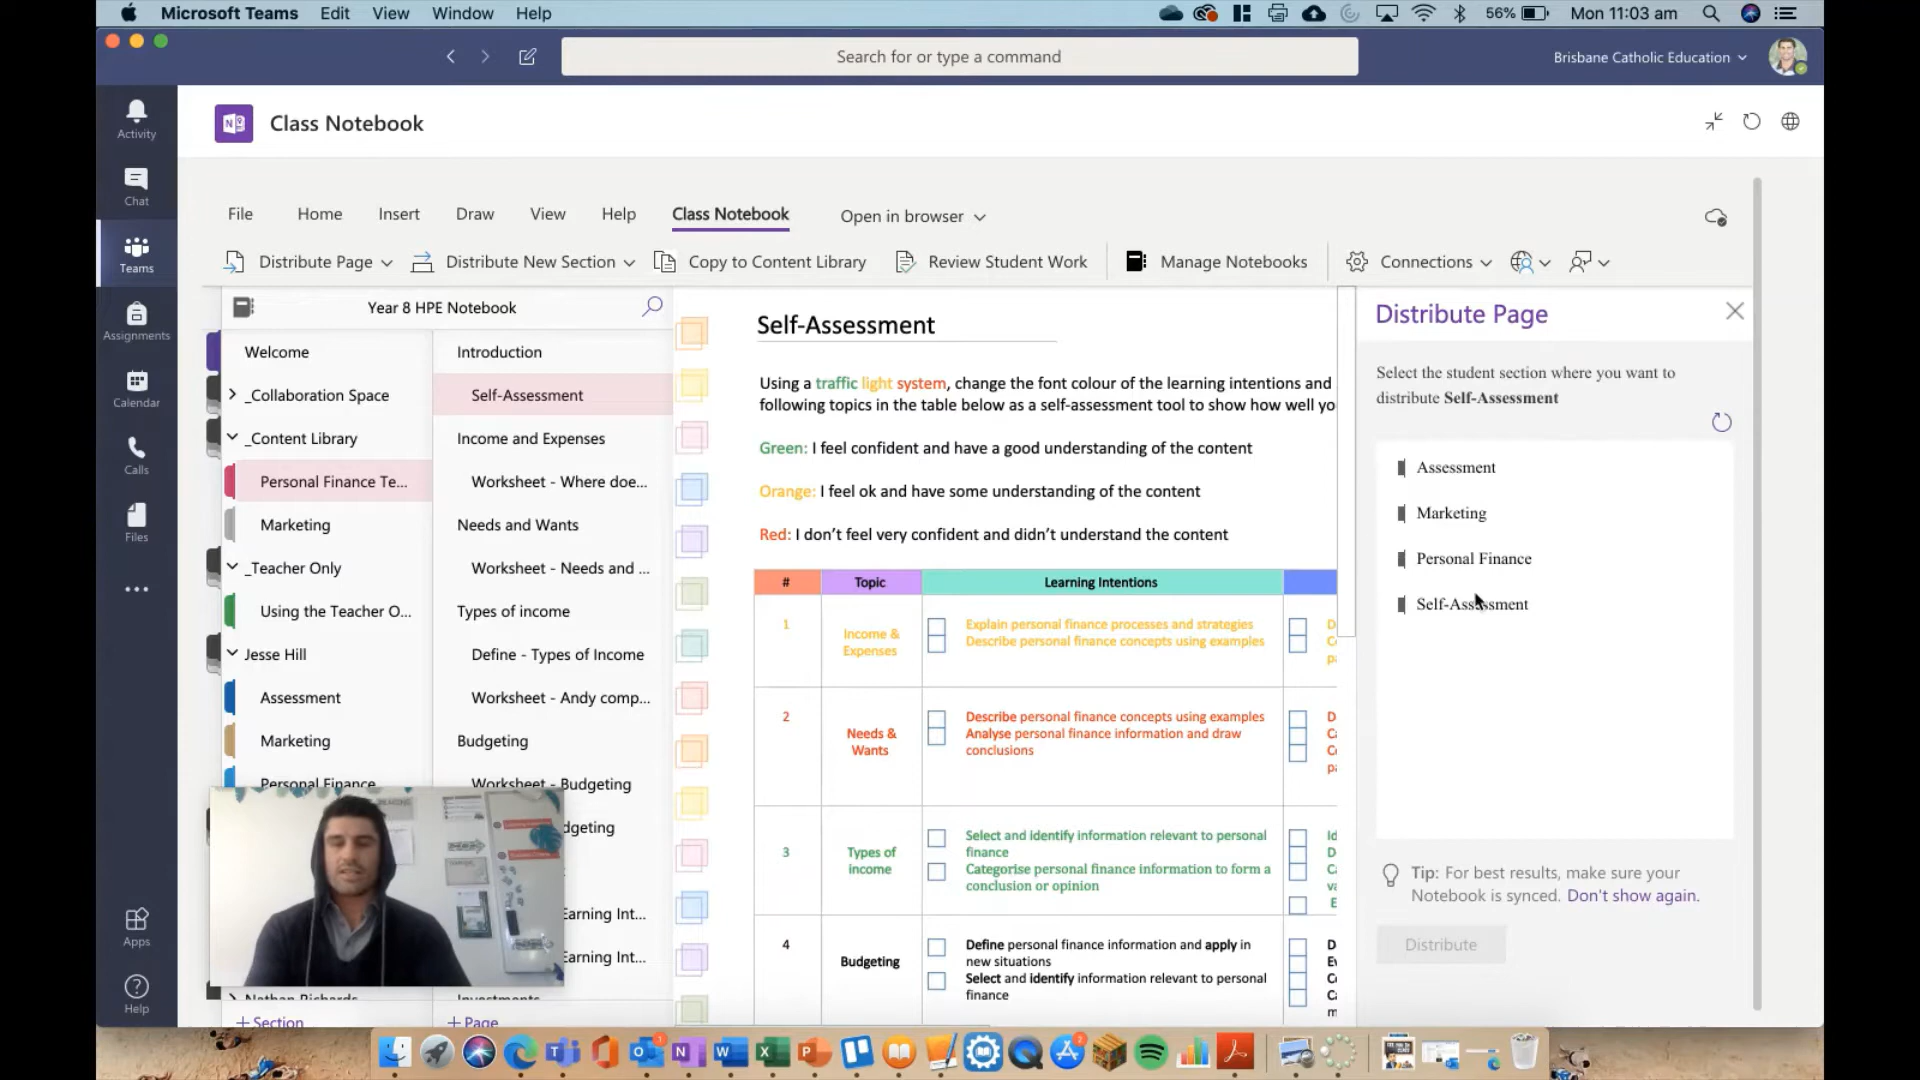 Microsoft Teams Edit View Window Help
56% Mon 11:03 am
Search for or type a command
Brisbane Catholic Education
Activity
Chat
Teams
Assignments
Calendar
Calls
Files
Apps
Help
Class Notebook
File Home Insert Draw View Help Class Notebook Open in browser
Distribute Page Distribute New Section Copy to Content Library Review Student Work Manage Notebooks Connections
Year 8 HPE Notebook
Welcome
_Collaboration Space
_Content Library
Personal Finance Te...
Marketing
_Teacher Only
Using the Teacher O...
Jesse Hill
Assessment
Marketing
Personal Finance
Nathan Richards
+ Section
Introduction
Self-Assessment
Income and Expenses
Worksheet - Where doe...
Needs and Wants
Worksheet - Needs and ...
Types of income
Define - Types of Income
Worksheet - Andy comp...
Budgeting
Worksheet - Budgeting
dgeting
Earning Int...
Earning Int...
Investments
+ Page
Self-Assessment
Using a traffic light system, change the font colour of the learning intentions and
following topics in the table below as a self-assessment tool to show how well yo
Green: I feel confident and have a good understanding of the content
Orange: I feel ok and have some understanding of the content
Red: I don't feel very confident and didn't understand the content
# Topic Learning Intentions
1 Income & Expenses
Explain personal finance processes and strategies
Describe personal finance concepts using examples
2 Needs & Wants
Describe personal finance concepts using examples
Analyse personal finance information and draw
conclusions
3 Types of income
Select and identify information relevant to personal
finance
Categorise personal finance information to form a
conclusion or opinion
4 Budgeting
Define personal finance information and apply in
new situations
Select and identify information relevant to personal
finance
Distribute Page
Select the student section where you want to
distribute Self-Assessment
Assessment
Marketing
Personal Finance
Self-Assessment
Tip: For best results, make sure your
Notebook is synced. Don't show again.
Distribute